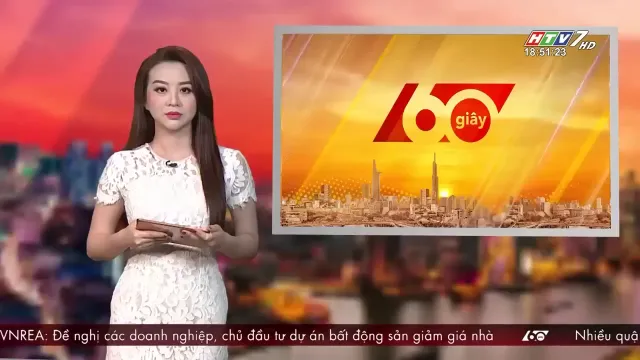 HTV7 HD
18:51:23
60 giây
VNREA: Đề nghị các doanh nghiệp, chủ đầu tư dự án bất động sản giảm giá nhà 60 Nhiều quậ